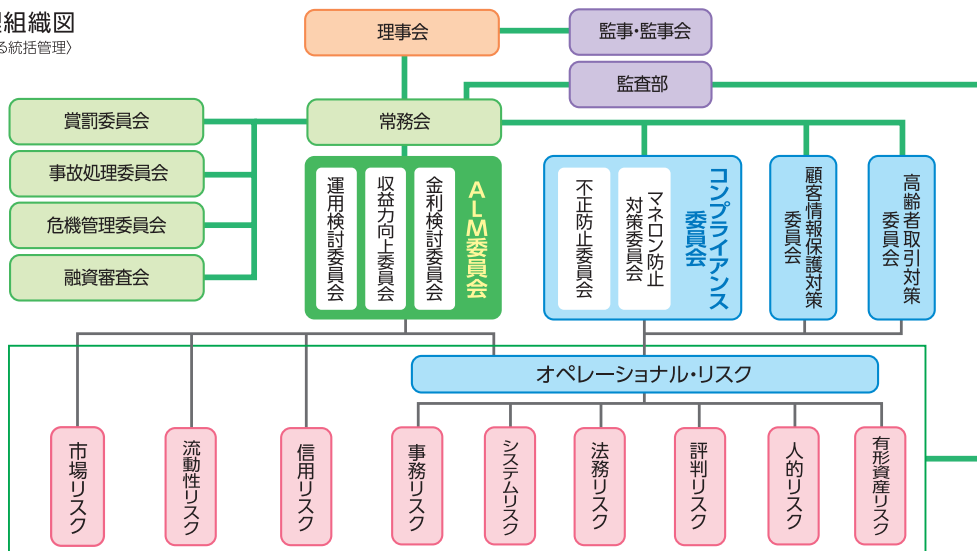 組織図
る統括管理〉
理事会
監事・監事会
監査部
常務会
賞罰委員会
事故処理委員会
危機管理委員会
融資審査会
ALM委員会
金利検討委員会
収益力向上委員会
運用検討委員会
コンプライアンス
委員会
マネロン防止
対策委員会
不正防止委員会
顧客情報保護対策
委員会
高齢者取引対策
委員会
オペレーショナル・リスク
市場リスク
流動性リスク
信用リスク
事務リスク
システムリスク
法務リスク
評判リスク
人的リスク
有形資産リスク